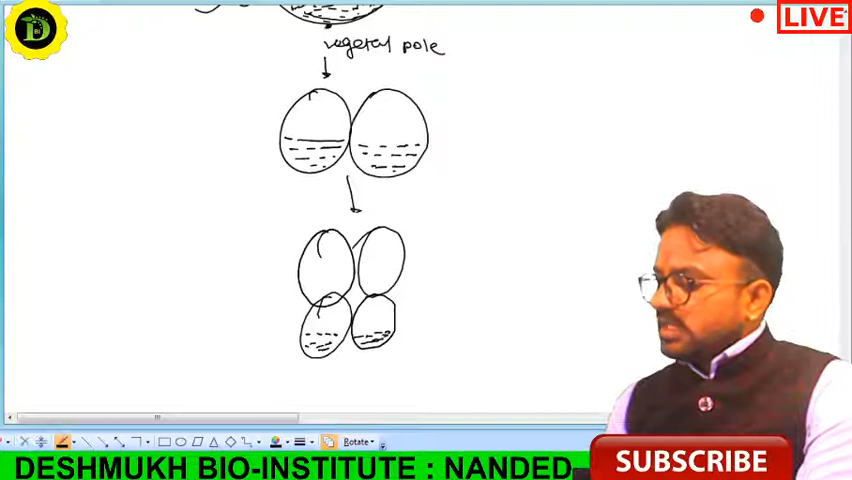 D
LIVE
vegetal pole
Rotate
DESHMUKH BIO-INSTITUTE : NANDED
SUBSCRIBE